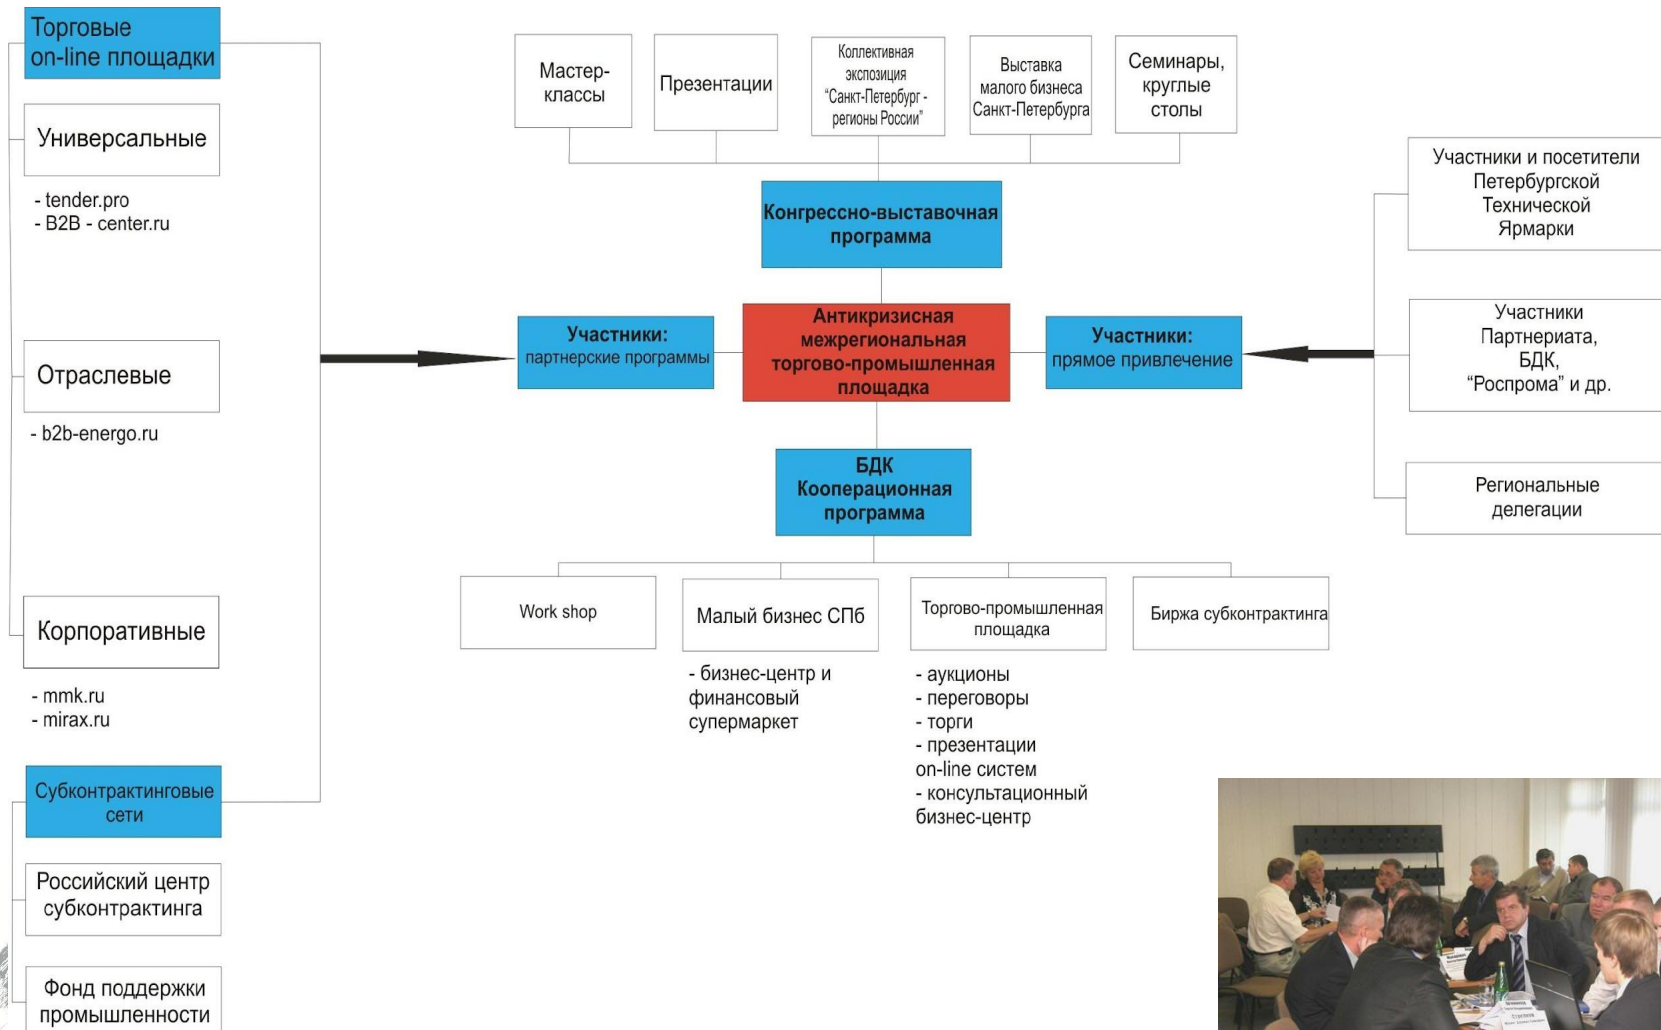 Торговые
on-line площадки
Универсальные
- tender.pro
- B2B - center.ru
Отраслевые
- b2b-energo.ru
Корпоративные
- mmk.ru
- mirax.ru
Субконтрактинговые
сети
Российский центр
субконтрактинга
Фонд поддержки
промышленности
Мастер-
классы
Презентации
Коллективная
экспозиция
“Санкт-Петербург -
регионы России”
Выставка
малого бизнеса
Санкт-Петербурга
Семинары,
круглые
столы
Конгрессно-выставочная
программа
Участники:
партнерские программы
Антикризисная
межрегиональная
торгово-промышленная
площадка
Участники:
прямое привлечение
БДК
Кооперационная
программа
Work shop
Малый бизнес СПб
- бизнес-центр и
финансовый
супермаркет
Торгово-промышленная
площадка
- аукционы
- переговоры
- торги
- презентации
on-line систем
- консультационный
бизнес-центр
Биржа субконтрактинга
Участники и посетители
Петербургской
Технической
Ярмарки
Участники
Партнериата,
БДК,
“Роспрома” и др.
Региональные
делегации